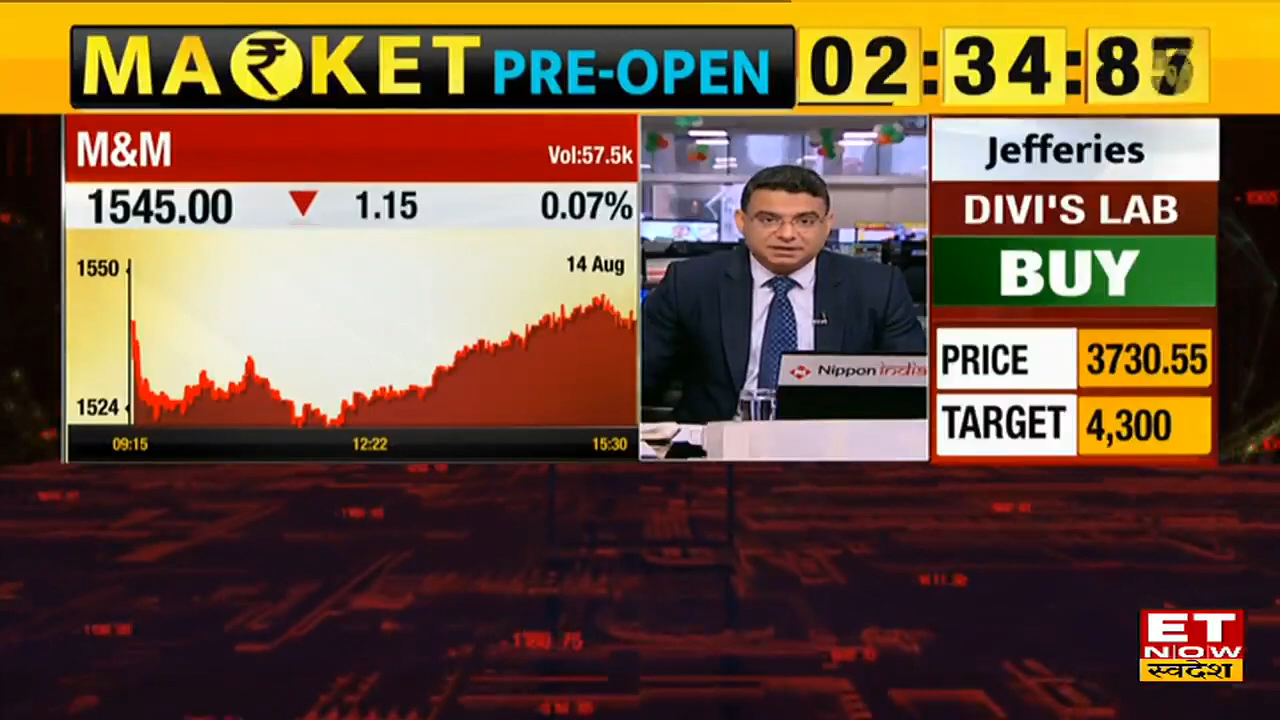 MA₹KET PRE-OPEN 02:34:8
M&M
Vol:57.5k
1545.00 ▼ 1.15 0.07%
1550
14 Aug
1524
09:15 12:22 15:30
Nippon india
Jefferies
DIVI'S LAB
BUY
PRICE 3730.55
TARGET 4,300
ET
NOW
स्वदेश